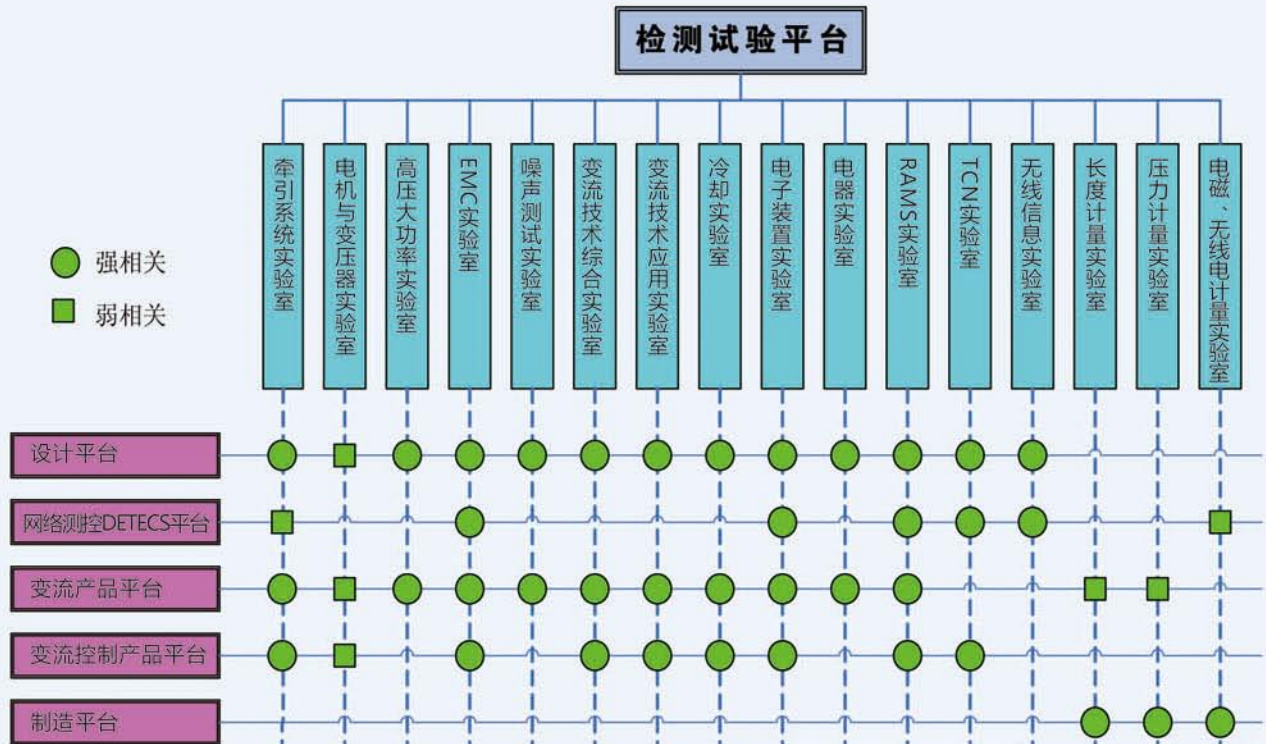 检测试验平台
牵引系统实验室
电机与变压器实验室
高压大功率实验室
EMC实验室
噪声测试实验室
变流技术综合实验室
变流技术应用实验室
冷却实验室
电子装置实验室
电器实验室
RAMS实验室
TCN实验室
无线信息实验室
长度计量实验室
压力计量实验室
电磁、无线电计量实验室
强相关
弱相关
设计平台
网络测控DETECS平台
变流产品平台
变流控制产品平台
制造平台